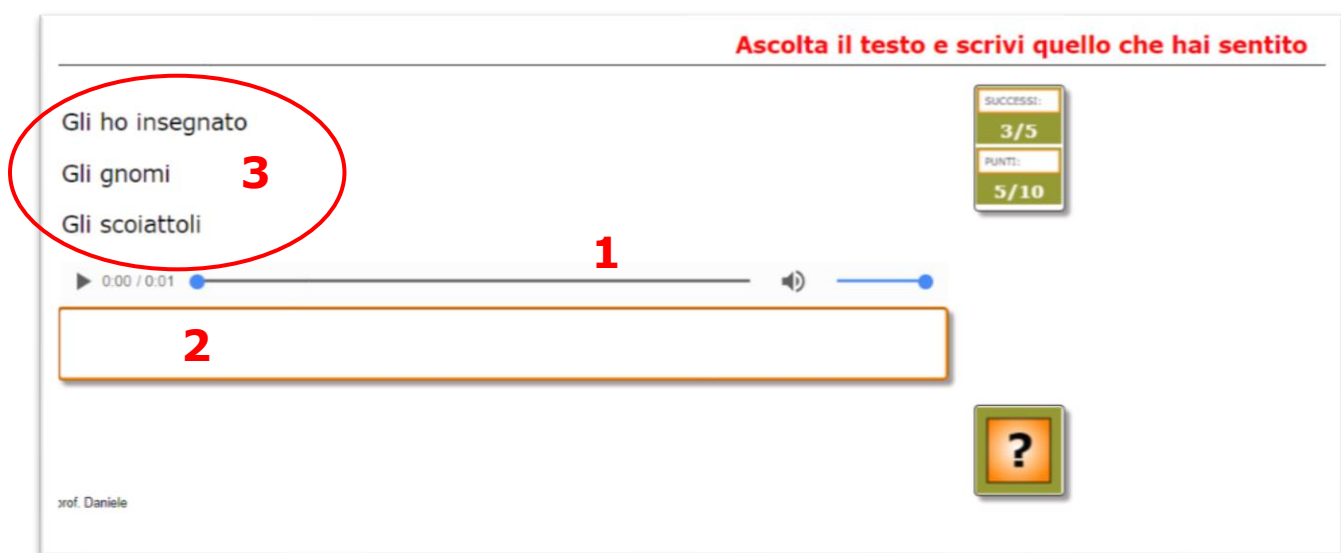 Ascolta il testo e scrivi quello che hai sentito
Gli ho insegnato
Gli gnomi
3
Gli scoiattoli
SUCCESSI:
3/5
PUNTI:
5/10
1
0:00 / 0:01
2
?
prof. Daniele